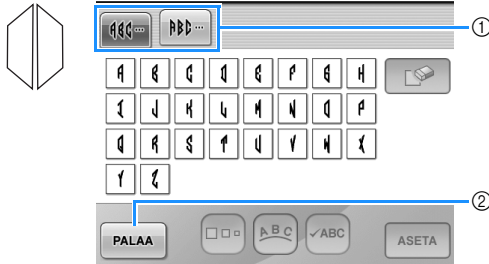 ABC... ABC... ①
A B C D E F G H
I J K L M N O P
Q R S T U V W X
Y Z
②
PALAA ABC ✓ABC ASETA